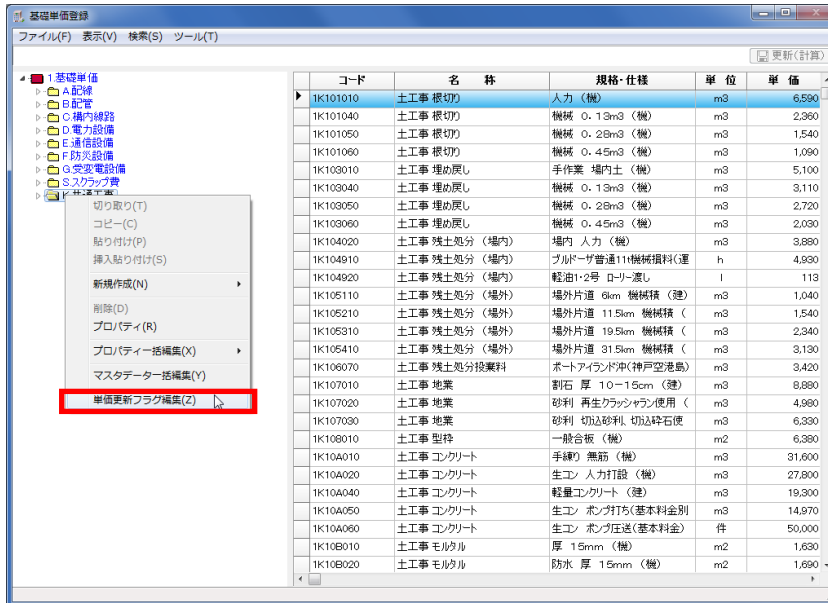 基礎単価登録
ファイル(F) 表示(V) 検索(S) ツール(T)
更新(計算)
1.基礎単価
A.配線
B.配管
C.構内線路
D.電力設備
E.通信設備
F.防災設備
G.受変電設備
S.スクラップ費
K.共通工事
切り取り(T)
コピー(C)
貼り付け(P)
挿入貼り付け(S)
新規作成(N)
削除(D)
プロパティ(R)
プロパティ一括編集(X)
マスタデータ一括編集(Y)
単価更新フラグ編集(Z)
コード 名 称 規格・仕様 単 位 単 価
1K101010 土工事 根切り 人力 (機) m3 6,590
1K101040 土工事 根切り 機械 0.13m3 (機) m3 2,360
1K101050 土工事 根切り 機械 0.28m3 (機) m3 1,540
1K101060 土工事 根切り 機械 0.45m3 (機) m3 1,090
1K103010 土工事 埋め戻し 手作業 場内土 (機) m3 5,100
1K103040 土工事 埋め戻し 機械 0.13m3 (機) m3 3,110
1K103050 土工事 埋め戻し 機械 0.28m3 (機) m3 2,720
1K103060 土工事 埋め戻し 機械 0.45m3 (機) m3 2,030
1K104020 土工事 残土処分 (場内) 場内 人力 (機) m3 3,880
1K104910 土工事 残土処分 (場内) ブルドーザ普通11t機械損料(運 h 4,930
1K104920 土工事 残土処分 (場内) 軽油1・2号 ローリー渡し l 113
1K105110 土工事 残土処分 (場外) 場外片道 6km 機械積 (建) m3 1,040
1K105210 土工事 残土処分 (場外) 場外片道 11.5km 機械積 ( m3 1,540
1K105310 土工事 残土処分 (場外) 場外片道 19.5km 機械積 ( m3 2,340
1K105410 土工事 残土処分 (場外) 場外片道 31.5km 機械積 ( m3 3,130
1K106070 土工事 残土処分投棄料 ポートアイランド沖(神戸空港島) m3 3,420
1K107010 土工事 地業 割石 厚 10-15cm (建) m3 8,880
1K107020 土工事 地業 砂利 再生クラッシャラン使用 ( m3 4,980
1K107030 土工事 地業 砂利 切込砂利、切込砕石使 m3 6,330
1K108010 土工事 型枠 一般合板 (機) m2 6,380
1K10A010 土工事 コンクリート 手練り 無筋 (機) m3 31,600
1K10A020 土工事 コンクリート 生コン 人力打設 (機) m3 27,800
1K10A040 土工事 コンクリート 軽量コンクリート (建) m3 19,300
1K10A050 土工事 コンクリート 生コン ポンプ打ち(基本料金別 m3 14,970
1K10A060 土工事 コンクリート 生コン ポンプ圧送(基本料金) 件 50,000
1K10B010 土工事 モルタル 厚 15mm (機) m2 1,630
1K10B020 土工事 モルタル 防水 厚 15mm (機) m2 1,690